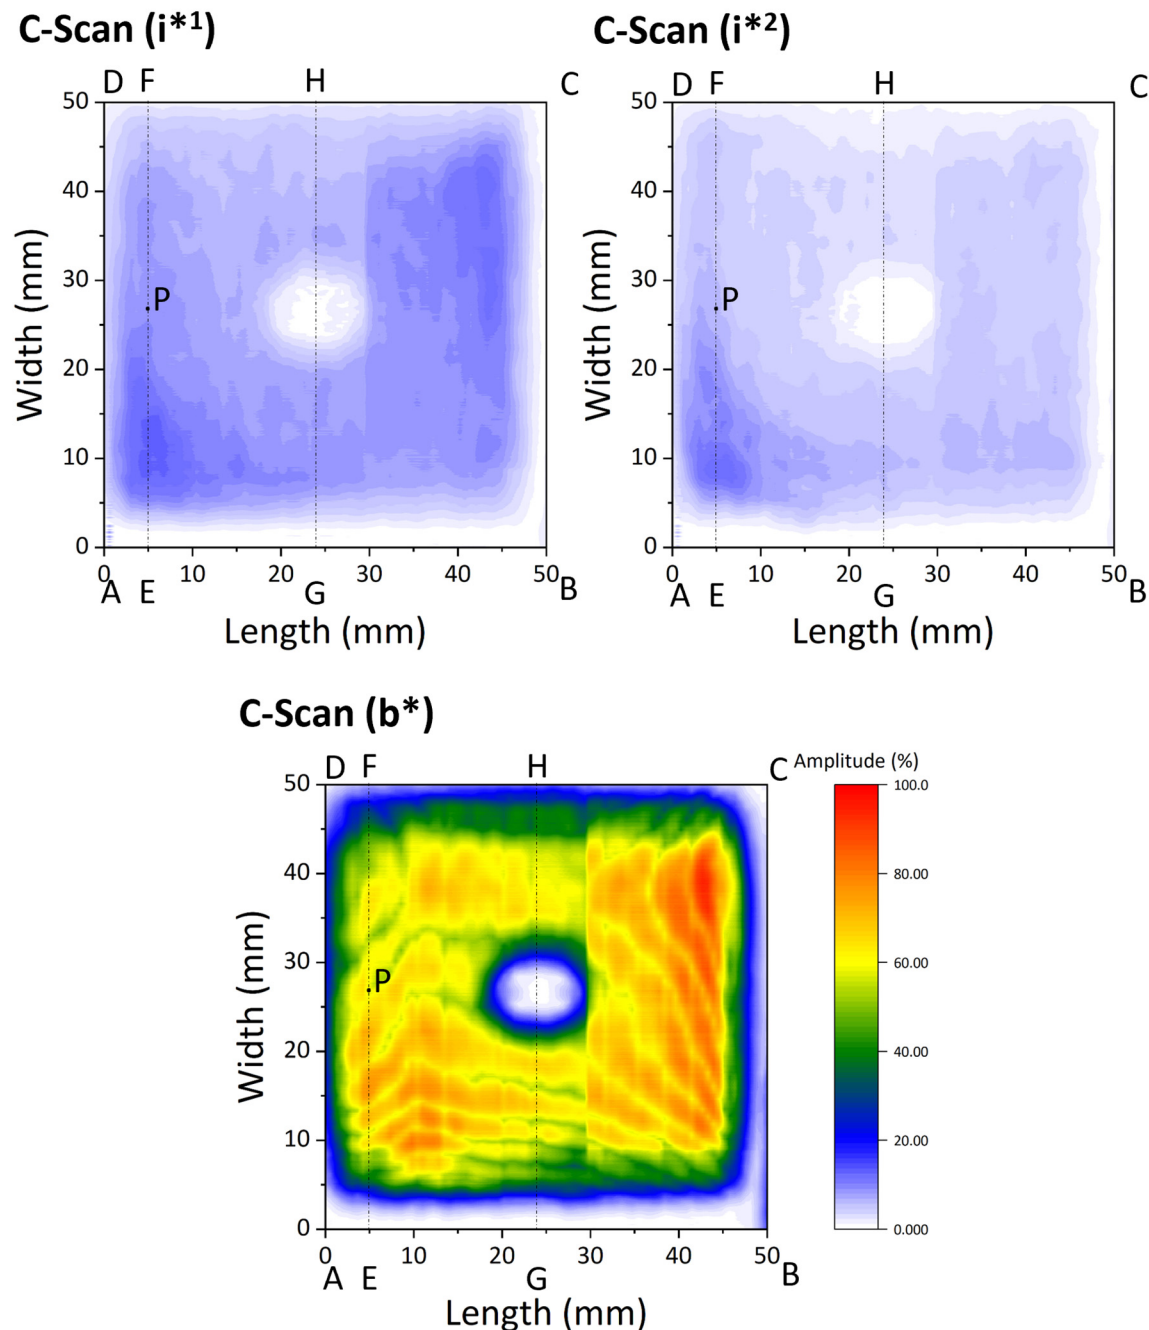 C-Scan (i*1)
D F H C
50
40
30
20
10
0
Width (mm)
P
0 10 20 30 40 50
A E G B
Length (mm)
C-Scan (i*2)
D F H C
50
40
30
20
10
0
Width (mm)
P
0 10 20 30 40 50
A E G B
Length (mm)
C-Scan (b*)
D F H C
50
40
30
20
10
0
Width (mm)
P
0 10 20 30 40 50
A E G B
Length (mm)
Amplitude (%)
100.0
80.00
60.00
40.00
20.00
0.000